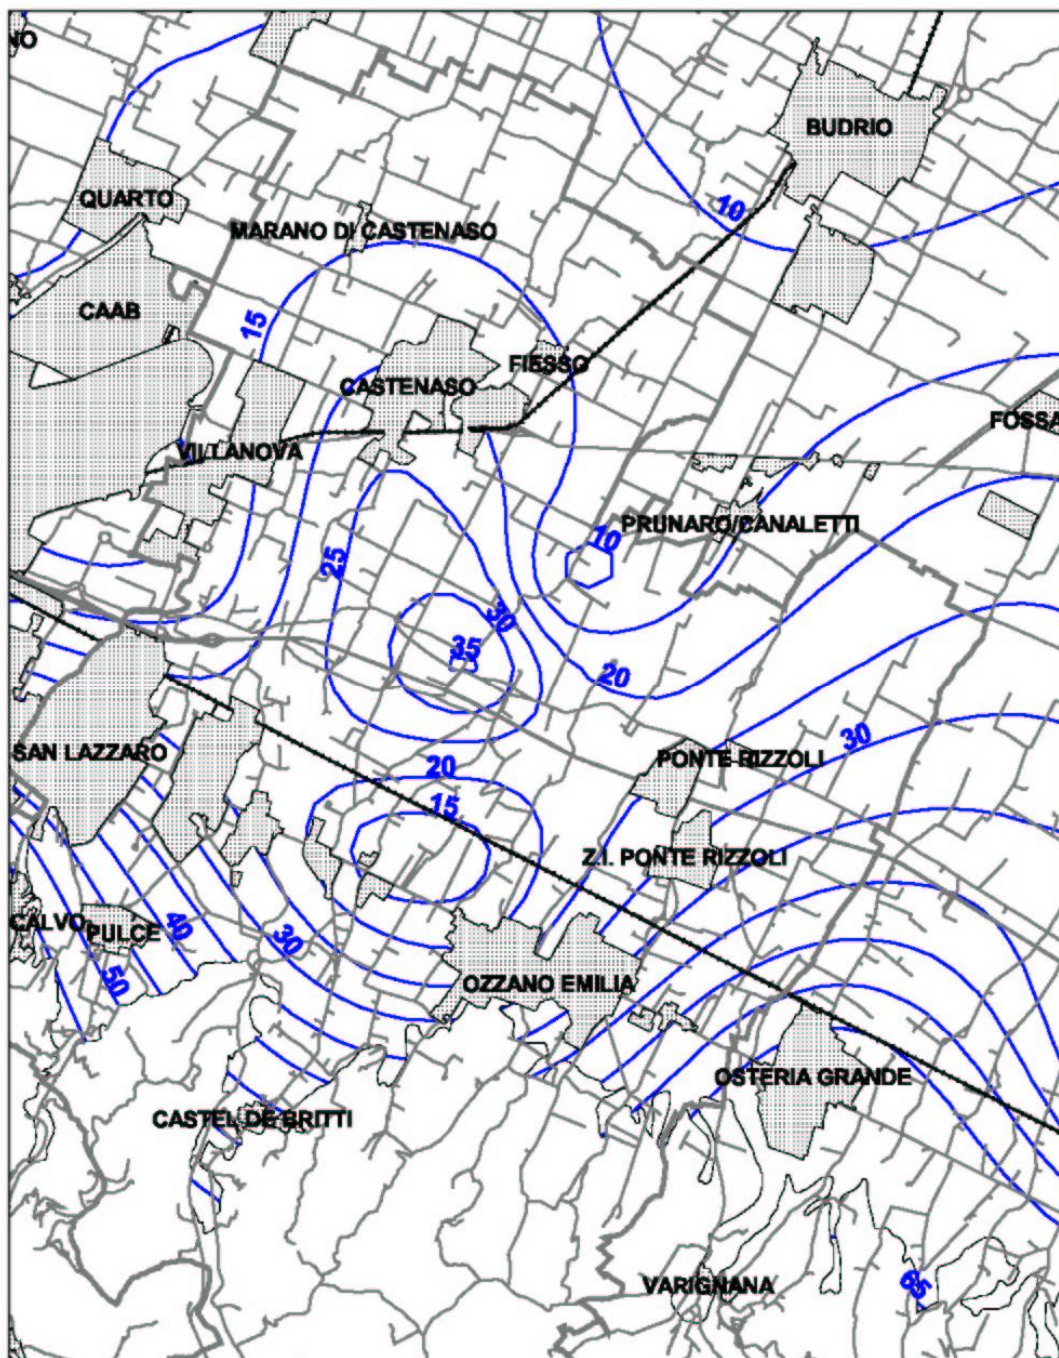 NO
BUDRIO
QUARTO
10
MARANO DI CASTENASO
CAAB
15
FIESSO
CASTENASO
FOSSA
VILLANOVA
PRUNARO/CANALETTI
10
25
30
35
20
30
SAN LAZZARO
PONTE RIZZOLI
20
15
Z.I. PONTE RIZZOLI
CALVO
PULCE
40
30
50
OZZANO EMILIA
OSTERIA GRANDE
CASTEL DE BRITTI
VARIGNANA
65